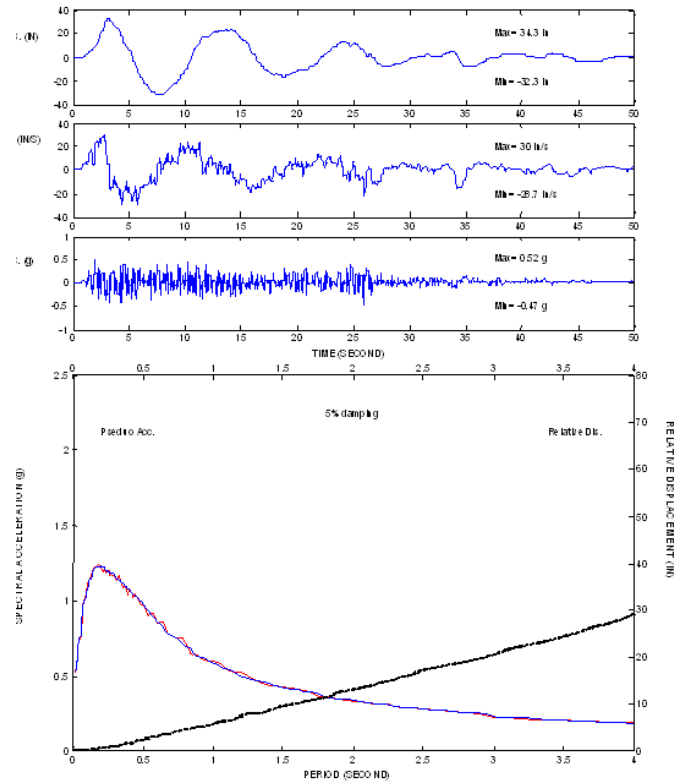 40
20
0
-20
-40
. (IN)
Max= 34.3 In
Min= -32.3 In
0 5 10 15 20 25 30 35 40 45 50
40
20
0
-20
-40
(IN/S)
Max= 30 In/s
Min= -28.7 In/s
0 5 10 15 20 25 30 35 40 45 50
1
0.5
0
-0.5
-1
. g)
Max= 0.52 g
Min= -0.47 g
0 5 10 15 20 25 30 35 40 45 50
TIME (SECOND)
0 0.5 1 1.5 2 2.5 3 3.5 4
2.5
2
1.5
1
0.5
0
SPECTRAL ACCELERATION (g)
5% damping
Pseduo Acc.
Relative Dis.
80
70
60
50
40
30
20
10
0
RELATIVE DISPLACEMENT (IN)
0 0.5 1 1.5 2 2.5 3 3.5 4
PERIOD (SECOND)